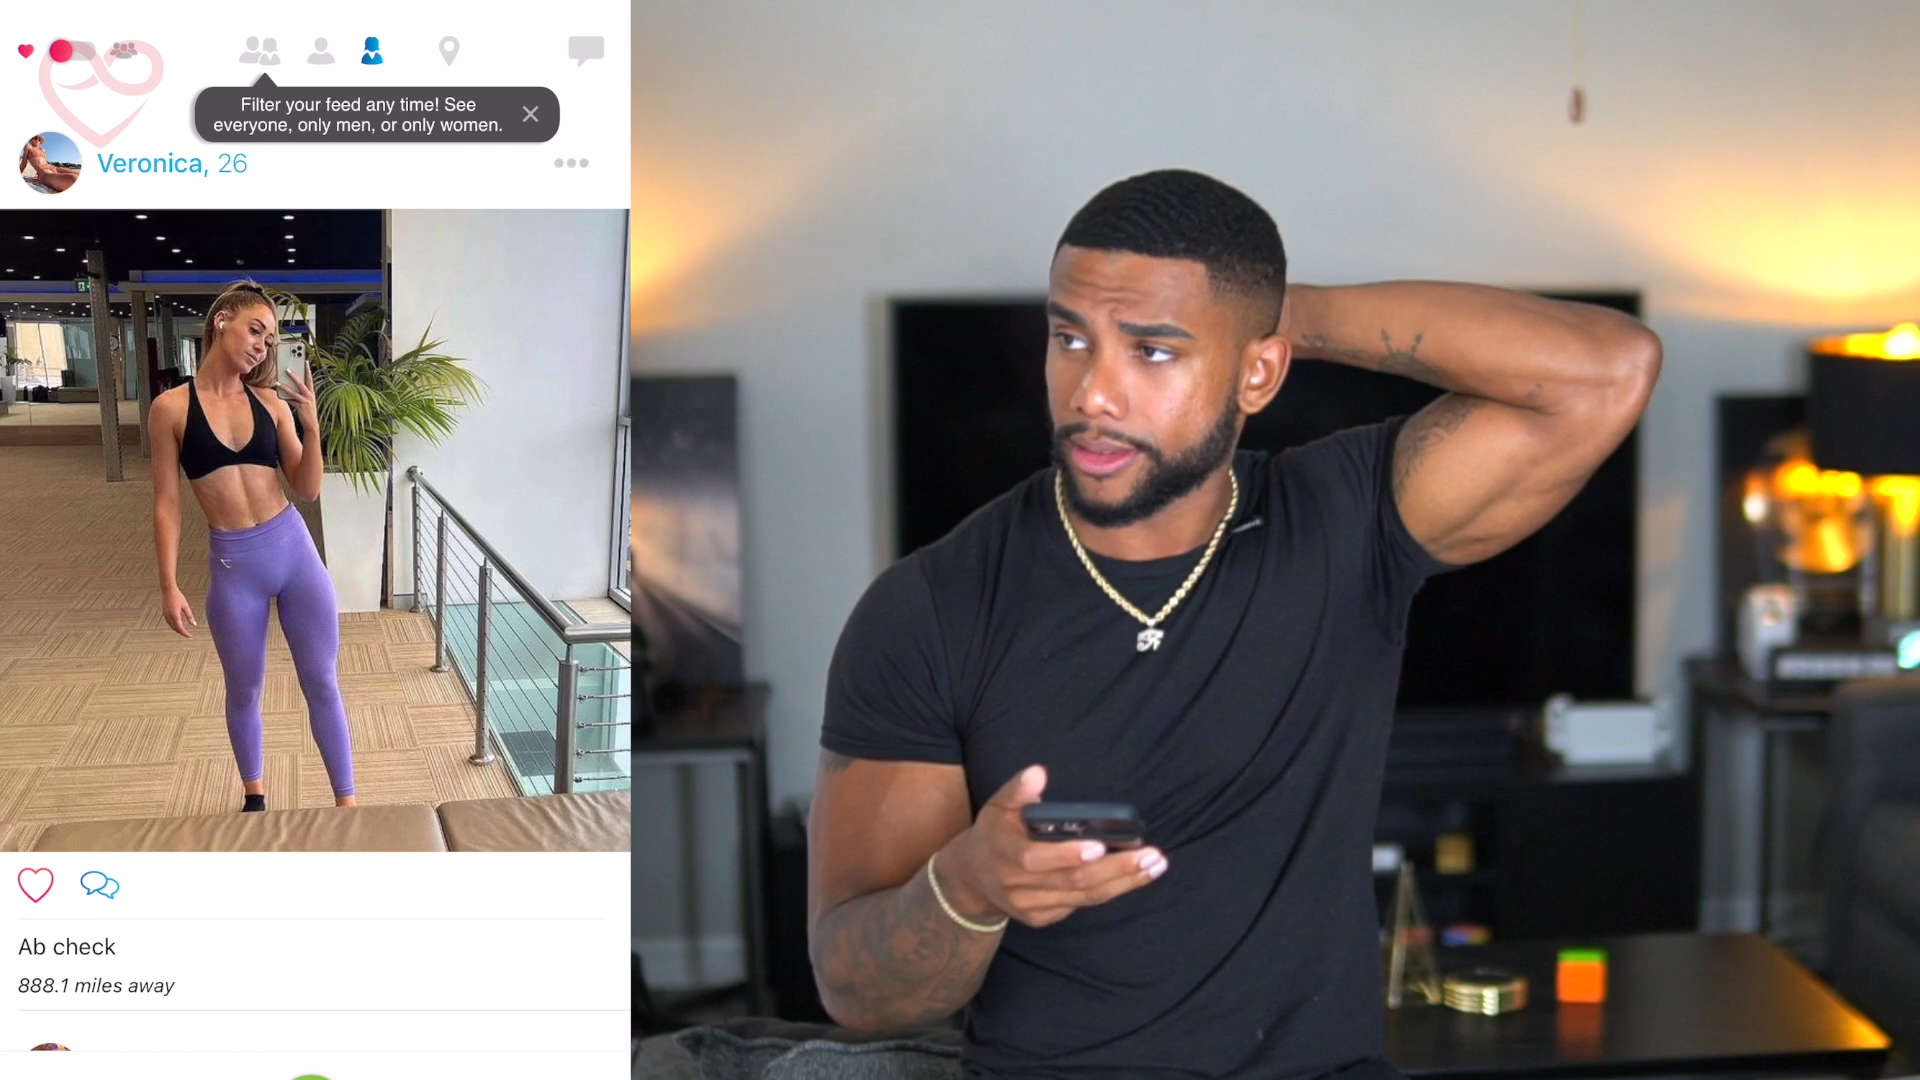 Filter your feed any time! See
everyone, only men, or only women.
Veronica, 26
Ab check
888.1 miles away